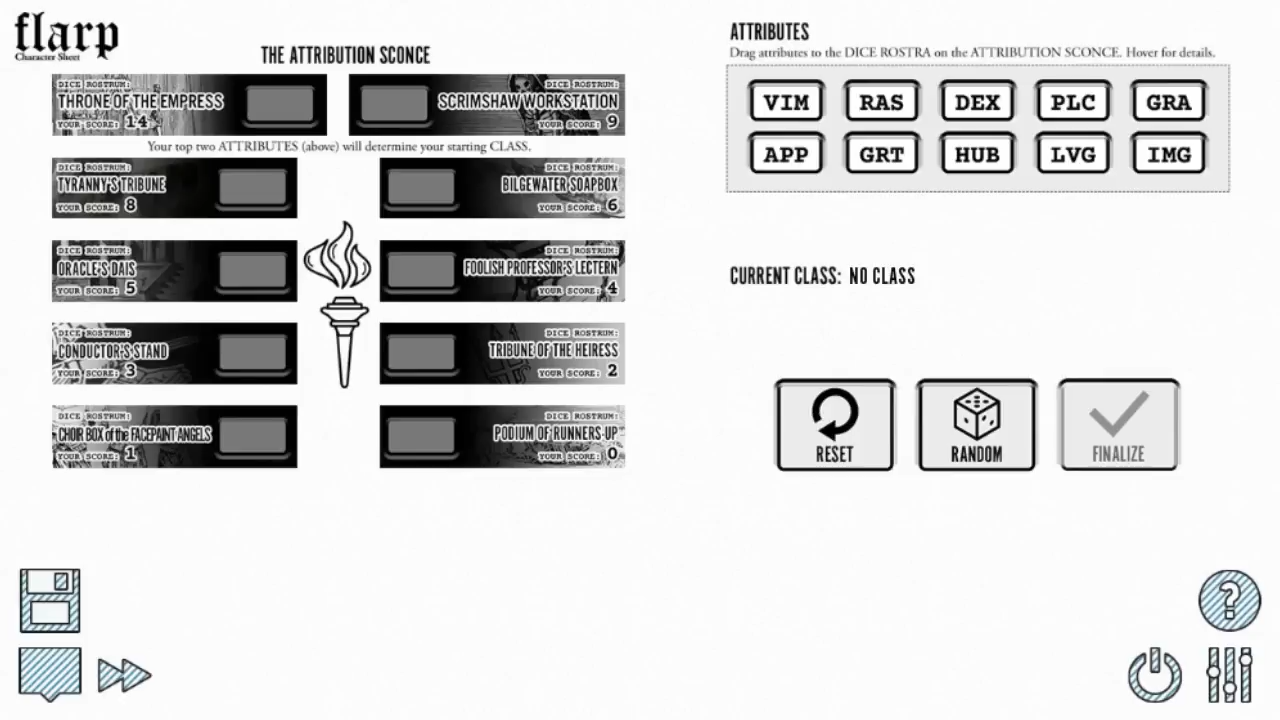 flarp
Character Sheet
THE ATTRIBUTION SCONCE
DICE ROSTRUM:
THRONE OF THE EMPRESS
YOUR SCORE: 14
DICE ROSTRUM:
SCRIMSHAW WORKSTATION
YOUR SCORE: 9
Your top two ATTRIBUTES (above) will determine your starting CLASS.
DICE ROSTRUM:
TYRANNY'S TRIBUNE
YOUR SCORE: 8
DICE ROSTRUM:
BILGEWATER SOAPBOX
YOUR SCORE: 6
DICE ROSTRUM:
ORACLE'S DAIS
YOUR SCORE: 5
DICE ROSTRUM:
FOOLISH PROFESSOR'S LECTERN
YOUR SCORE: 4
DICE ROSTRUM:
CONDUCTOR'S STAND
YOUR SCORE: 3
DICE ROSTRUM:
TRIBUNE OF THE HEIRESS
YOUR SCORE: 2
DICE ROSTRUM:
CHOIR BOX of the FACEPAINT ANGELS
YOUR SCORE: 1
DICE ROSTRUM:
PODIUM OF RUNNERS-UP
YOUR SCORE: 0
ATTRIBUTES
Drag attributes to the DICE ROSTRA on the ATTRIBUTION SCONCE. Hover for details.
VIM RAS DEX PLC GRA
APP GRT HUB LVG IMG
CURRENT CLASS: NO CLASS
RESET
RANDOM
FINALIZE
?